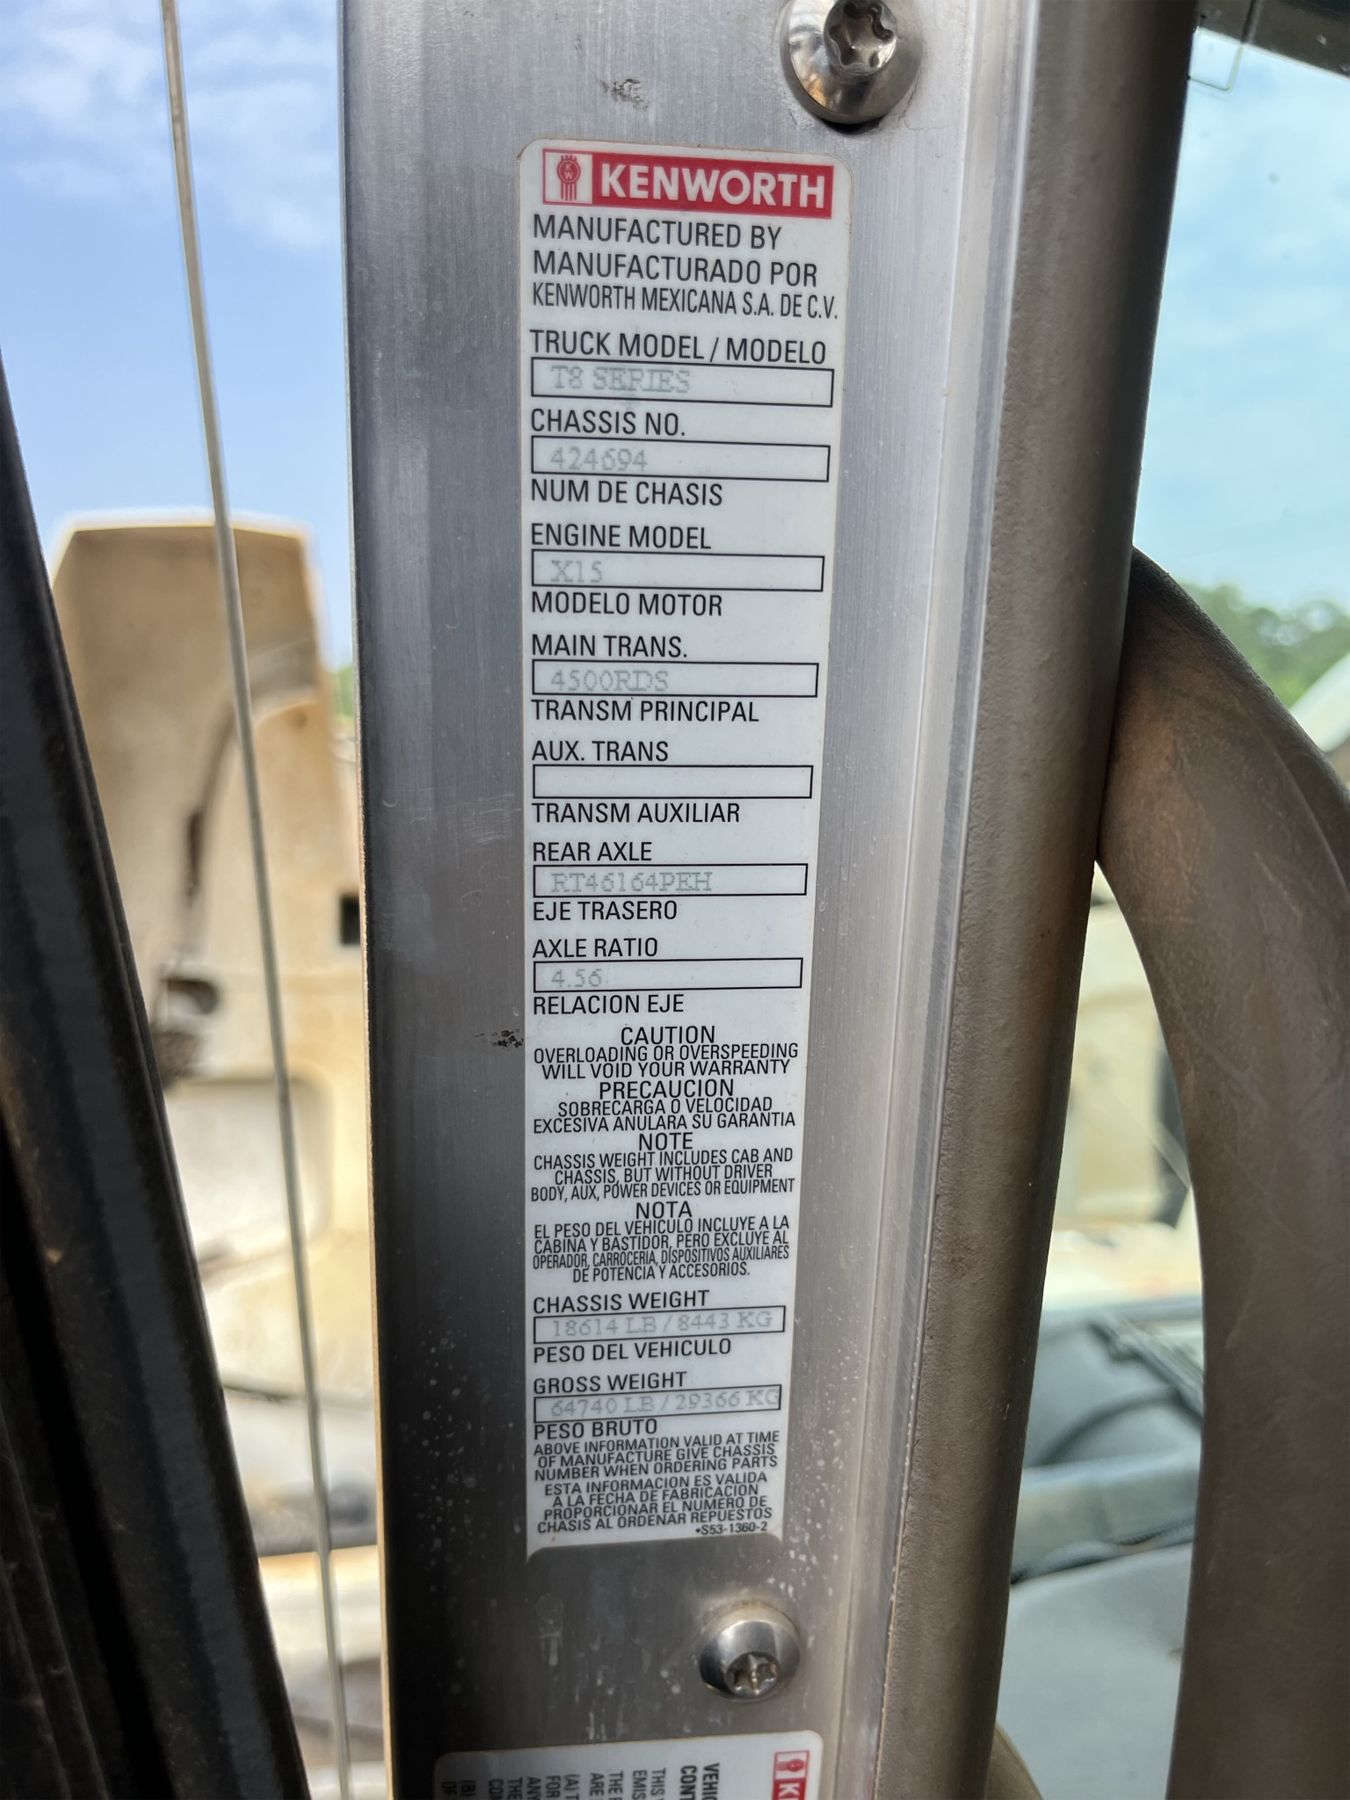 KENWORTH
MANUFACTURED BY
MANUFACTURADO POR
KENWORTH MEXICANA S.A. DE C.V.
TRUCK MODEL / MODELO
T8 SERIES
CHASSIS NO.
424694
NUM DE CHASIS
ENGINE MODEL
X15
MODELO MOTOR
MAIN TRANS.
4500RDS
TRANSM PRINCIPAL
AUX. TRANS
TRANSM AUXILIAR
REAR AXLE
RT46164PEH
EJE TRASERO
AXLE RATIO
4.56
RELACION EJE
CAUTION
OVERLOADING OR OVERSPEEDING
WILL VOID YOUR WARRANTY
PRECAUCION
SOBRECARGA O VELOCIDAD
EXCESIVA ANULARA SU GARANTIA
NOTE
CHASSIS WEIGHT INCLUDES CAB AND
CHASSIS, BUT WITHOUT DRIVER
BODY, AUX, POWER DEVICES OR EQUIPMENT
NOTA
EL PESO DEL VEHICULO INCLUYE A LA
CABINA Y BASTIDOR, PERO EXCLUYE AL
OPERADOR, CARROCERIA, DISPOSITIVOS AUXILIARES
DE POTENCIA Y ACCESORIOS.
CHASSIS WEIGHT
18614 LB / 8443 KG
PESO DEL VEHICULO
GROSS WEIGHT
64740 LB / 29366 KG
PESO BRUTO
ABOVE INFORMATION VALID AT TIME
OF MANUFACTURE GIVE CHASSIS
NUMBER WHEN ORDERING PARTS
ESTA INFORMACION ES VALIDA
A LA FECHA DE FABRICACION
PROPORCIONAR EL NUMERO DE
CHASIS AL ORDENAR REPUESTOS
•S53-1360-2